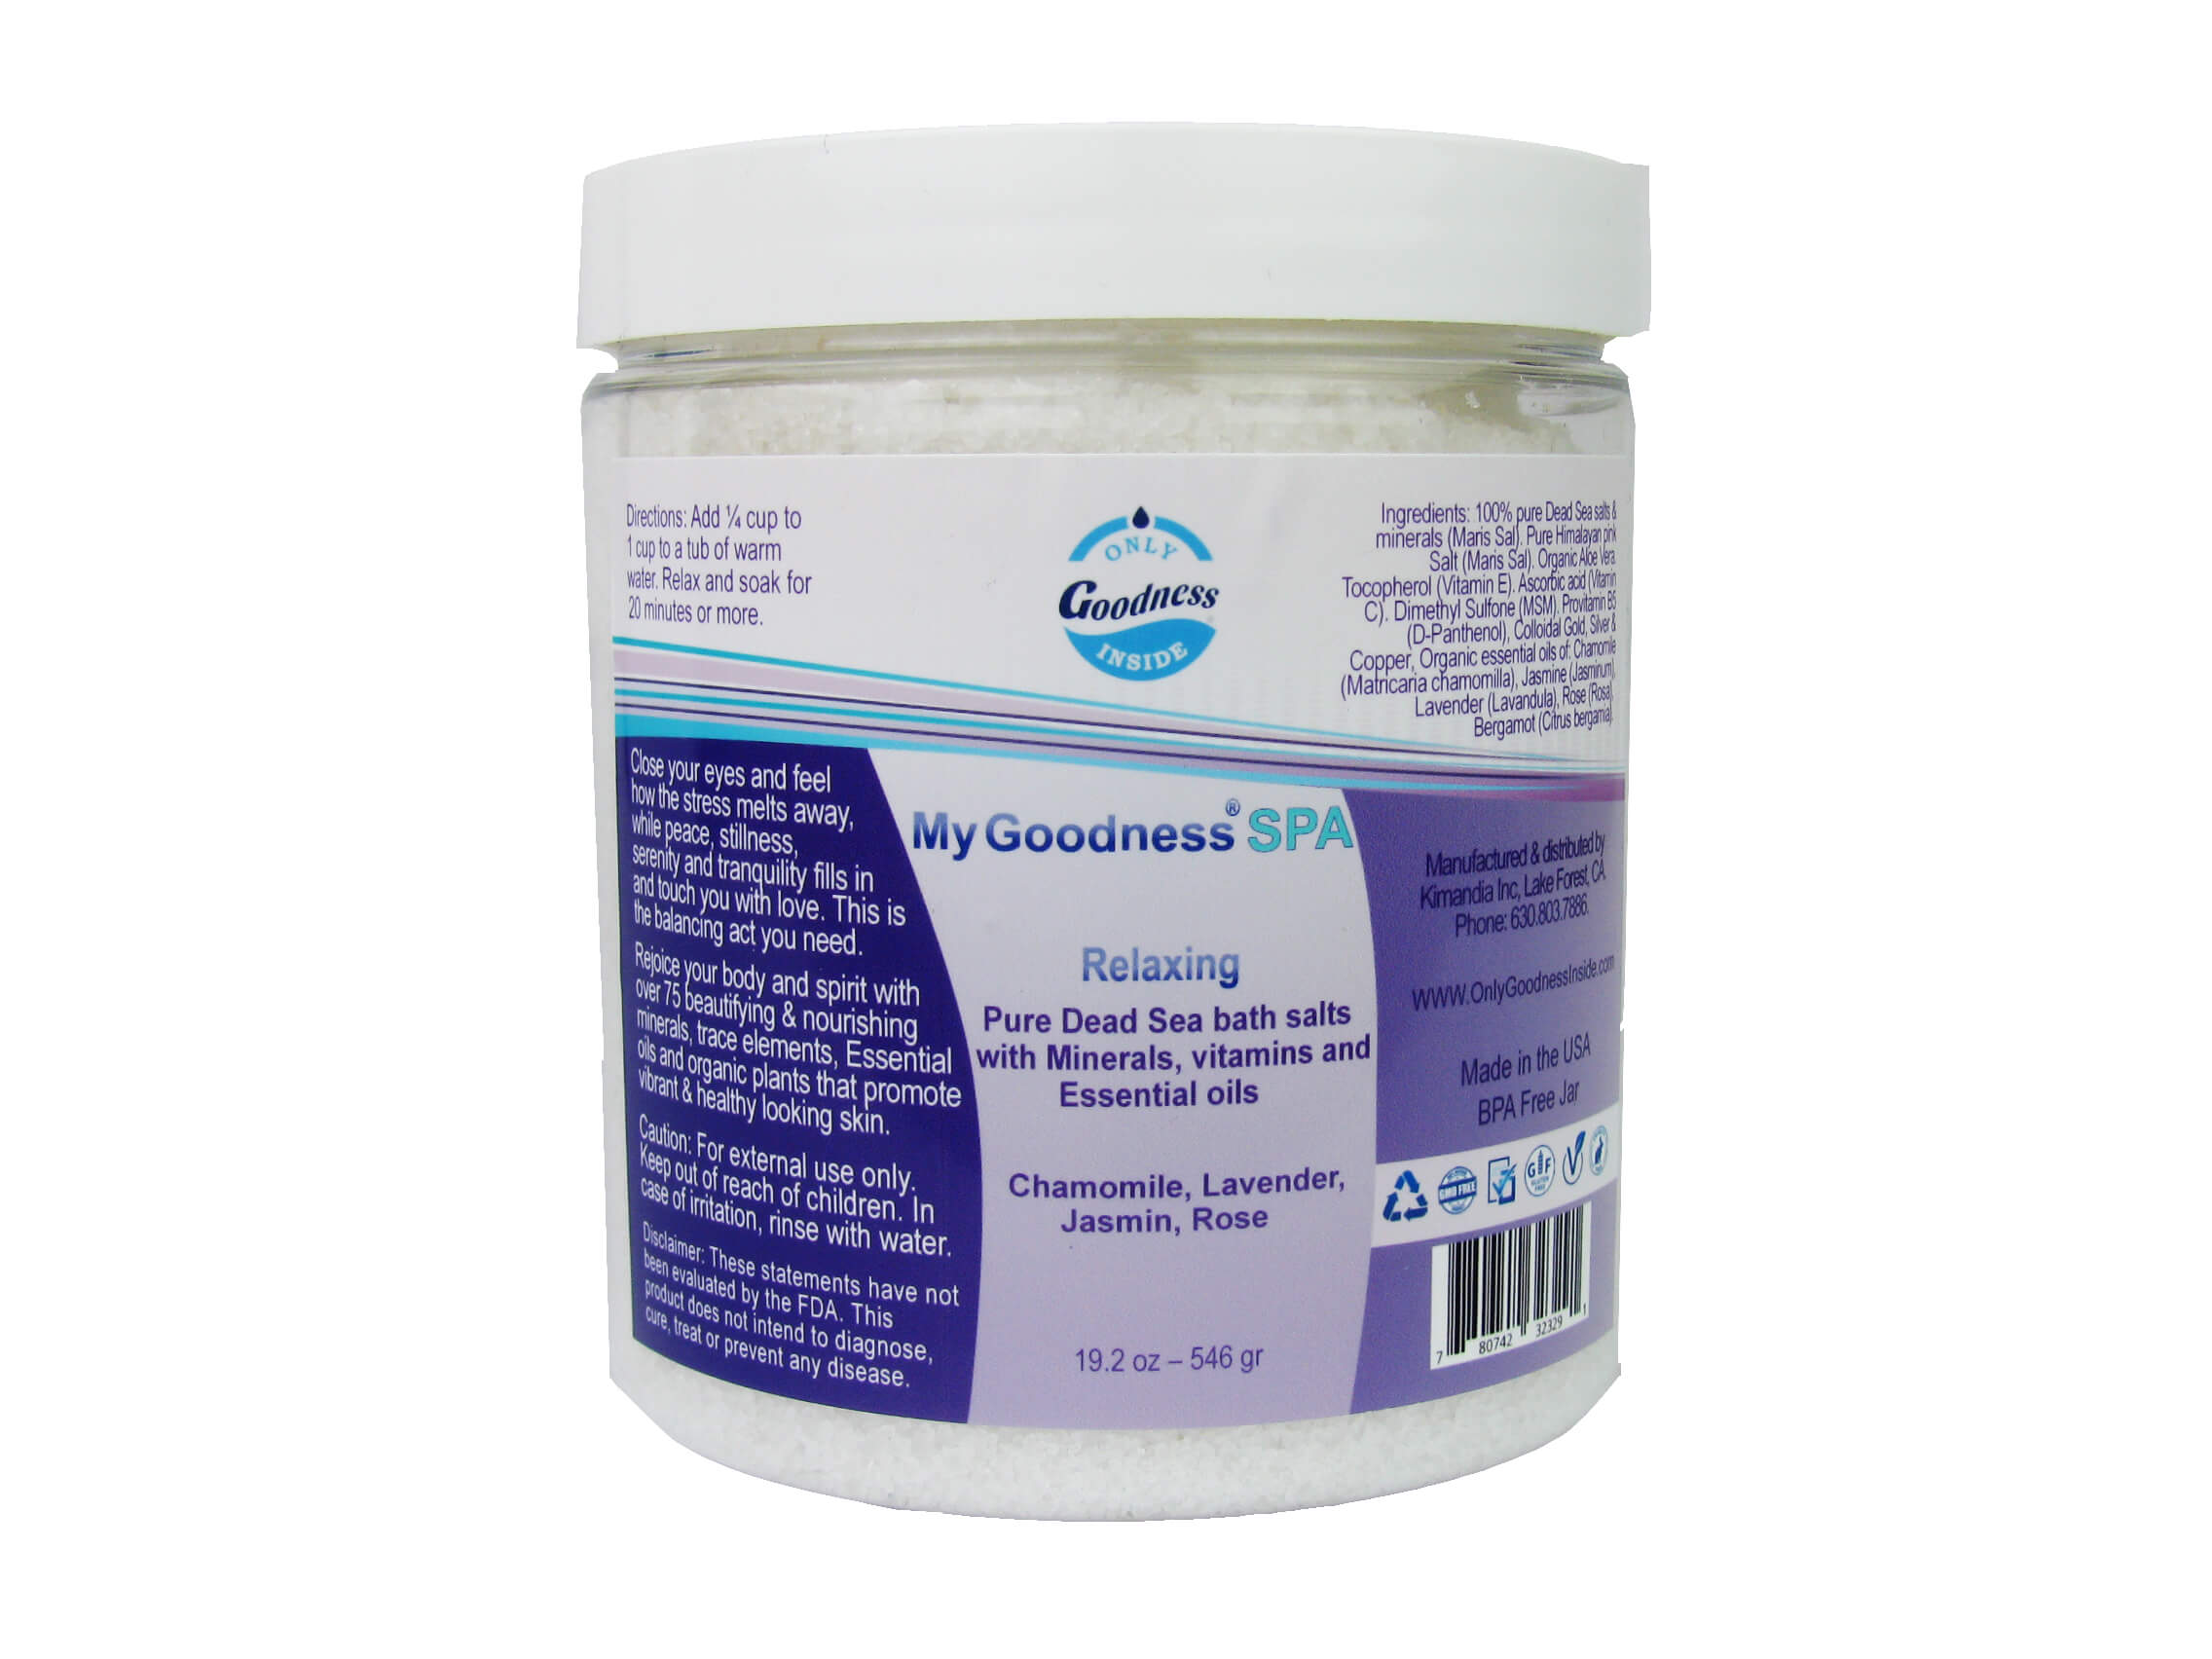 Directions: Add ¼ cup to
1 cup to a tub of warm
water. Relax and soak for
20 minutes or more.
ONLY
Goodness
INSIDE
Ingredients: 100% pure Dead Sea salts &
minerals (Maris Sal). Pure Himalayan pink
Salt (Maris Sal). Organic Aloe Vera.
Tocopherol (Vitamin E). Ascorbic acid (Vitamin
C). Dimethyl Sulfone (MSM). Provitamin B5
(D-Panthenol), Colloidal Gold, Silver &
Copper, Organic essential oils of: Chamomile
(Matricaria chamomilla), Jasmine (Jasminum),
Lavender (Lavandula), Rose (Rosa),
Bergamot (Citrus bergamia).
Close your eyes and feel
how the stress melts away,
while peace, stillness,
serenity and tranquility fills in
and touch you with love. This is
the balancing act you need.
Rejoice your body and spirit with
over 75 beautifying & nourishing
minerals, trace elements, Essential
oils and organic plants that promote
vibrant & healthy looking skin.
Caution: For external use only.
Keep out of reach of children. In
case of irritation, rinse with water.
Disclaimer: These statements have not
been evaluated by the FDA. This
product does not intend to diagnose,
cure, treat or prevent any disease.
My Goodness® SPA
Relaxing
Pure Dead Sea bath salts
with Minerals, vitamins and
Essential oils
Chamomile, Lavender,
Jasmin, Rose
19.2 oz – 546 gr
Manufactured & distributed by
Kimandia Inc, Lake Forest, CA.
Phone: 630.803.7886.
WWW.OnlyGoodnessInside.com
Made in the USA
BPA Free Jar
GMO FREE
G F
GLUTEN
FREE
7 80742 32329 1